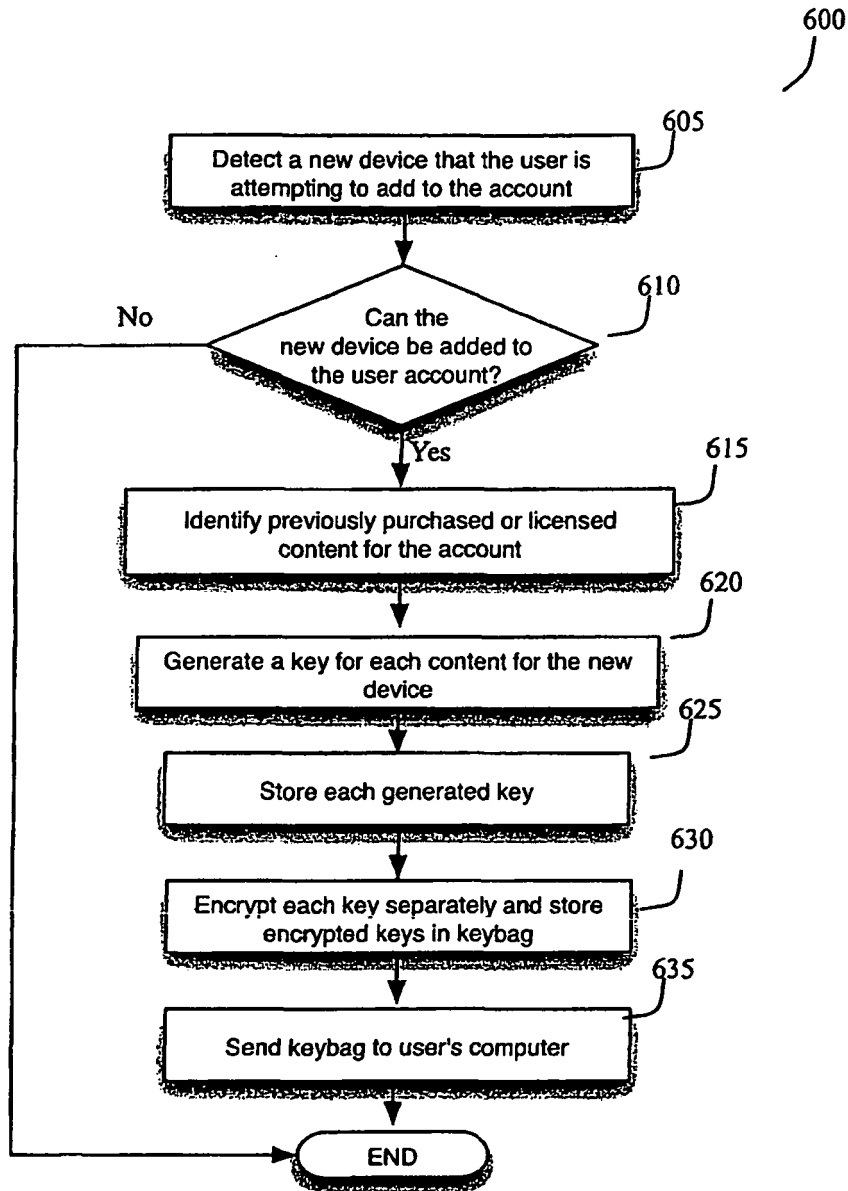 600
605
Detect a new device that the user is
attempting to add to the account
610
No
Can the
new device be added to
the user account?
Yes
615
Identify previously purchased or licensed
content for the account
620
Generate a key for each content for the new
device
625
Store each generated key
630
Encrypt each key separately and store
encrypted keys in keybag
635
Send keybag to user's computer
END